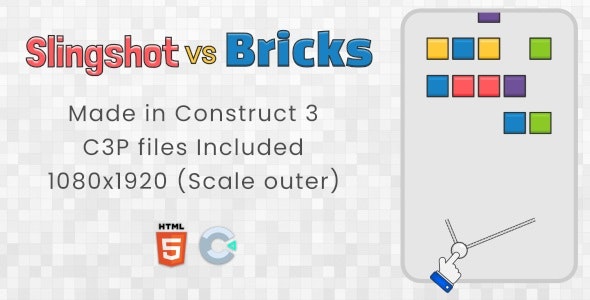 Slingshot vs Bricks
Made in Construct 3
C3P files Included
1080x1920 (Scale outer)
HTML
5